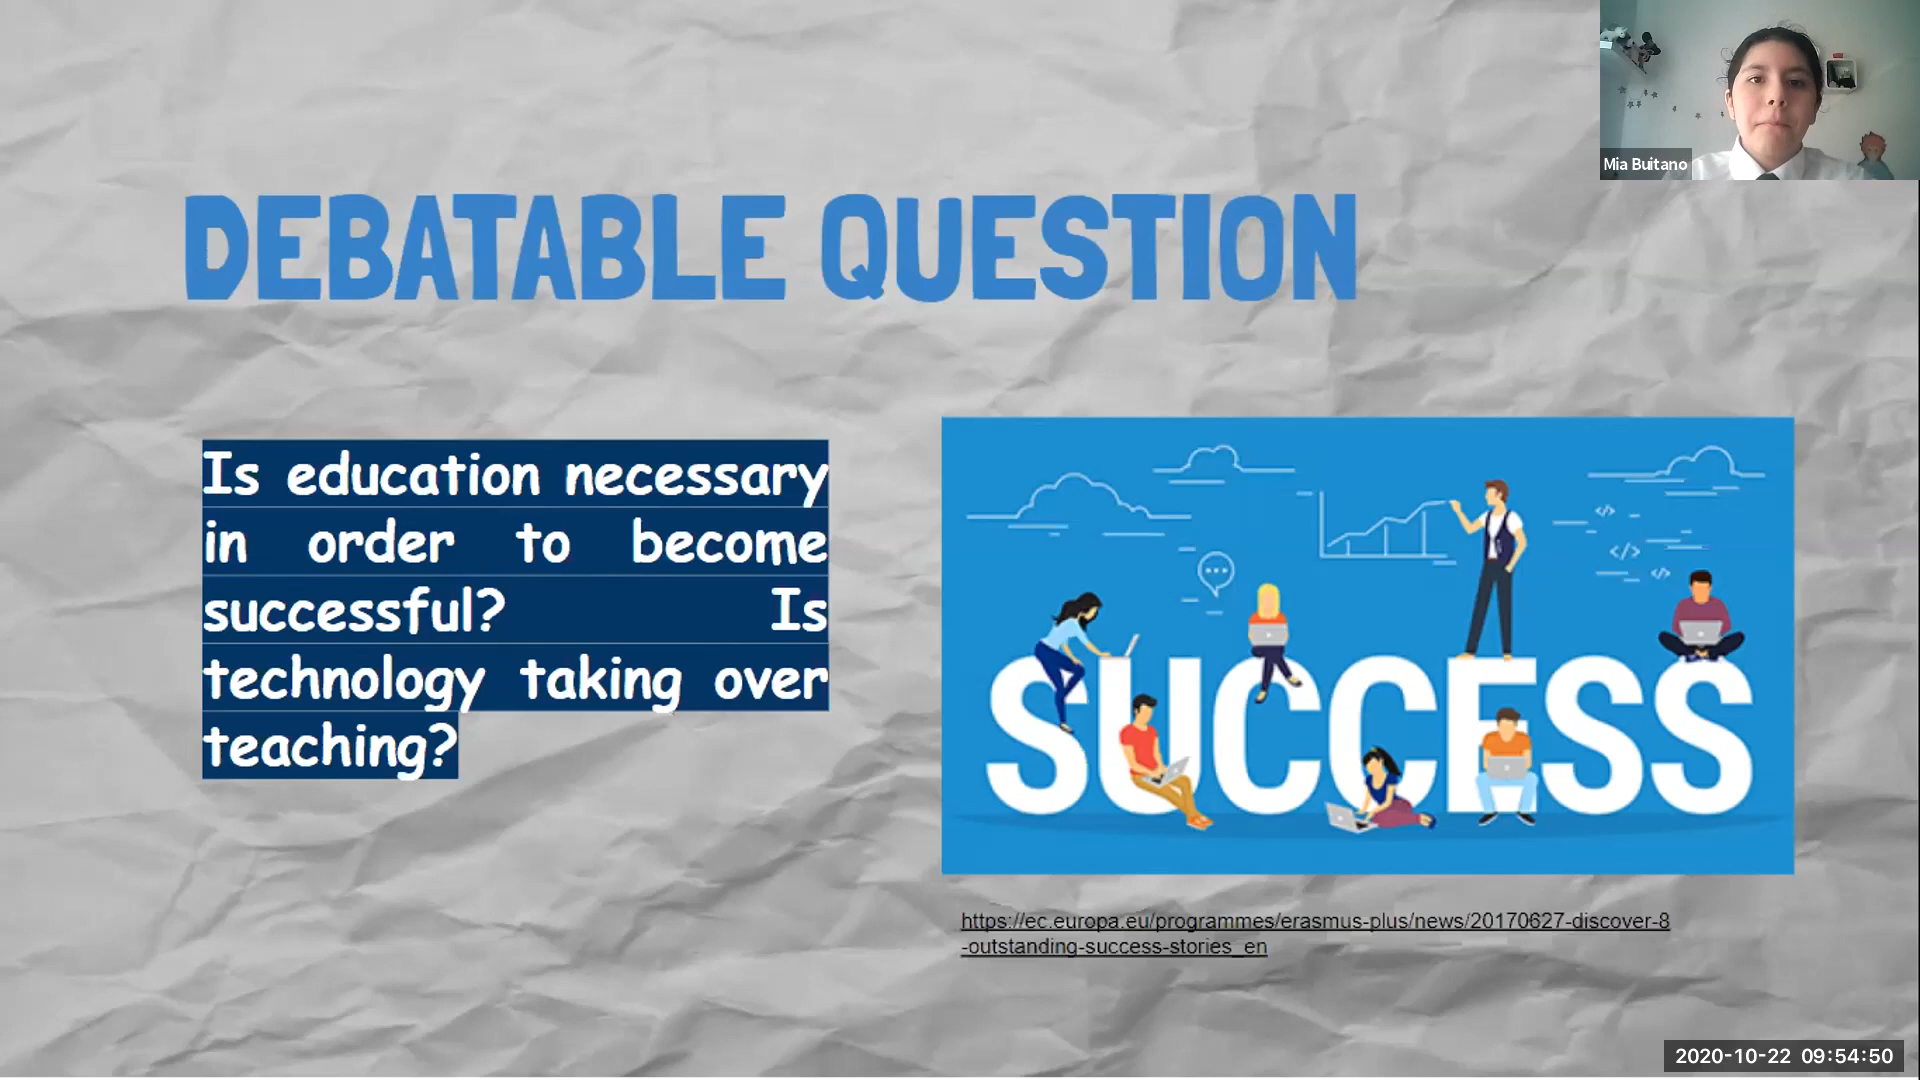 Mia Buitano
DEBATABLE QUESTION
Is education necessary
in order to become
successful? Is
technology taking over
teaching?
</>
</>
</>
SUCCESS
https://ec.europa.eu/programmes/erasmus-plus/news/20170627-discover-8
-outstanding-success-stories_en
2020-10-22 09:54:50